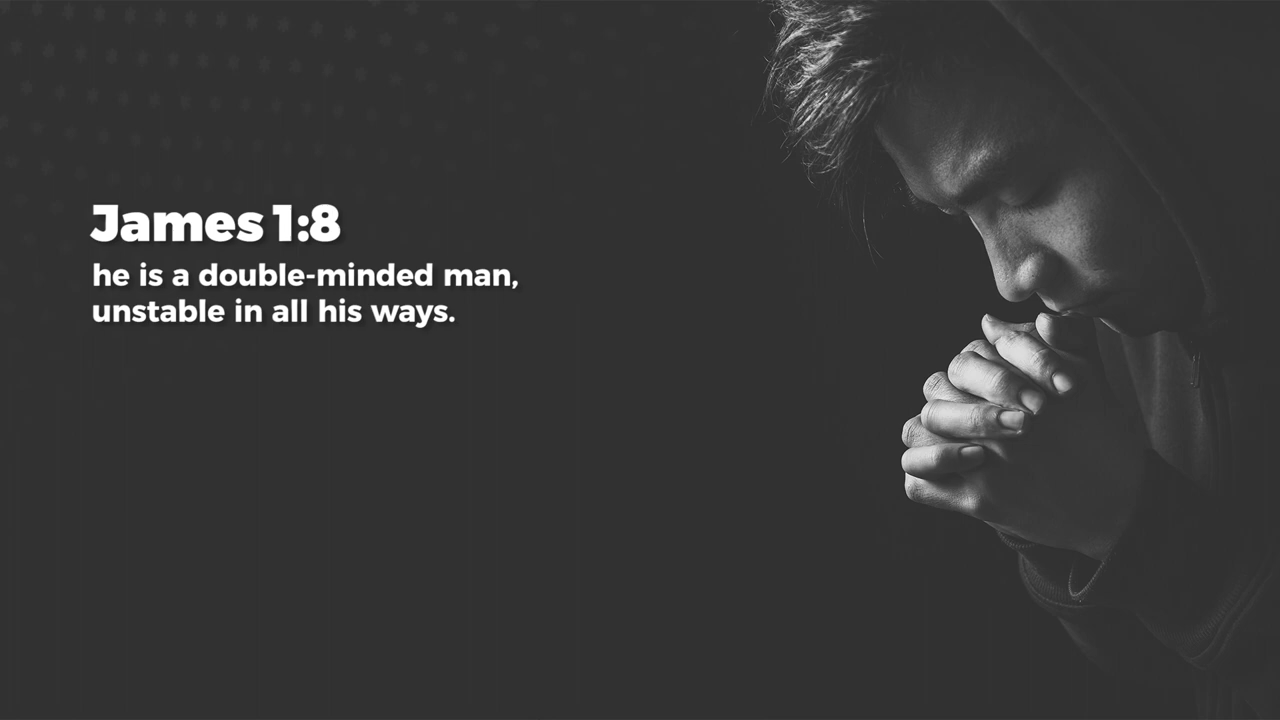 James 1:8
he is a double-minded man,
unstable in all his ways.